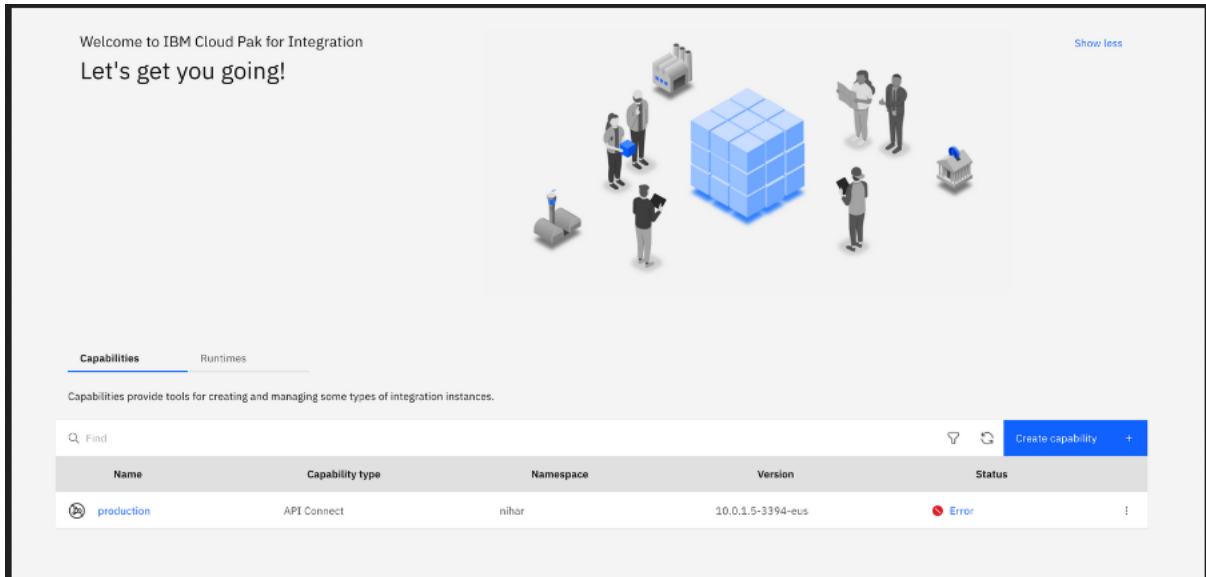 Welcome to IBM Cloud Pak for Integration
Show less
Let's get you going!
Capabilities Runtimes
Capabilities provide tools for creating and managing some types of integration instances.
Find
Create capability +
Name Capability type Namespace Version Status
production API Connect nihar 10.0.1.5-3394-eus Error